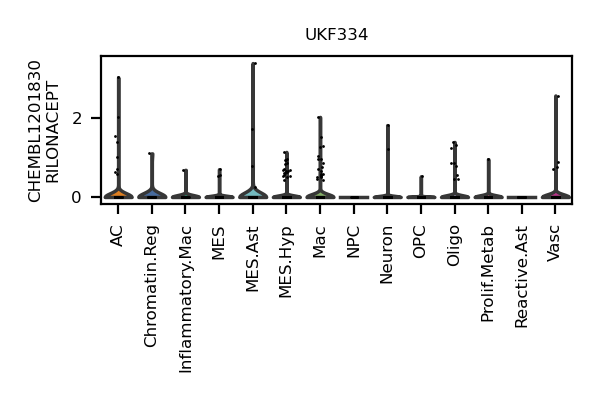 UKF334
CHEMBL1201830
RILONACEPT
2
0
AC
Chromatin.Reg
Inflammatory.Mac
MES
MES.Ast
MES.Hyp
Mac
NPC
Neuron
OPC
Oligo
Prolif.Metab
Reactive.Ast
Vasc